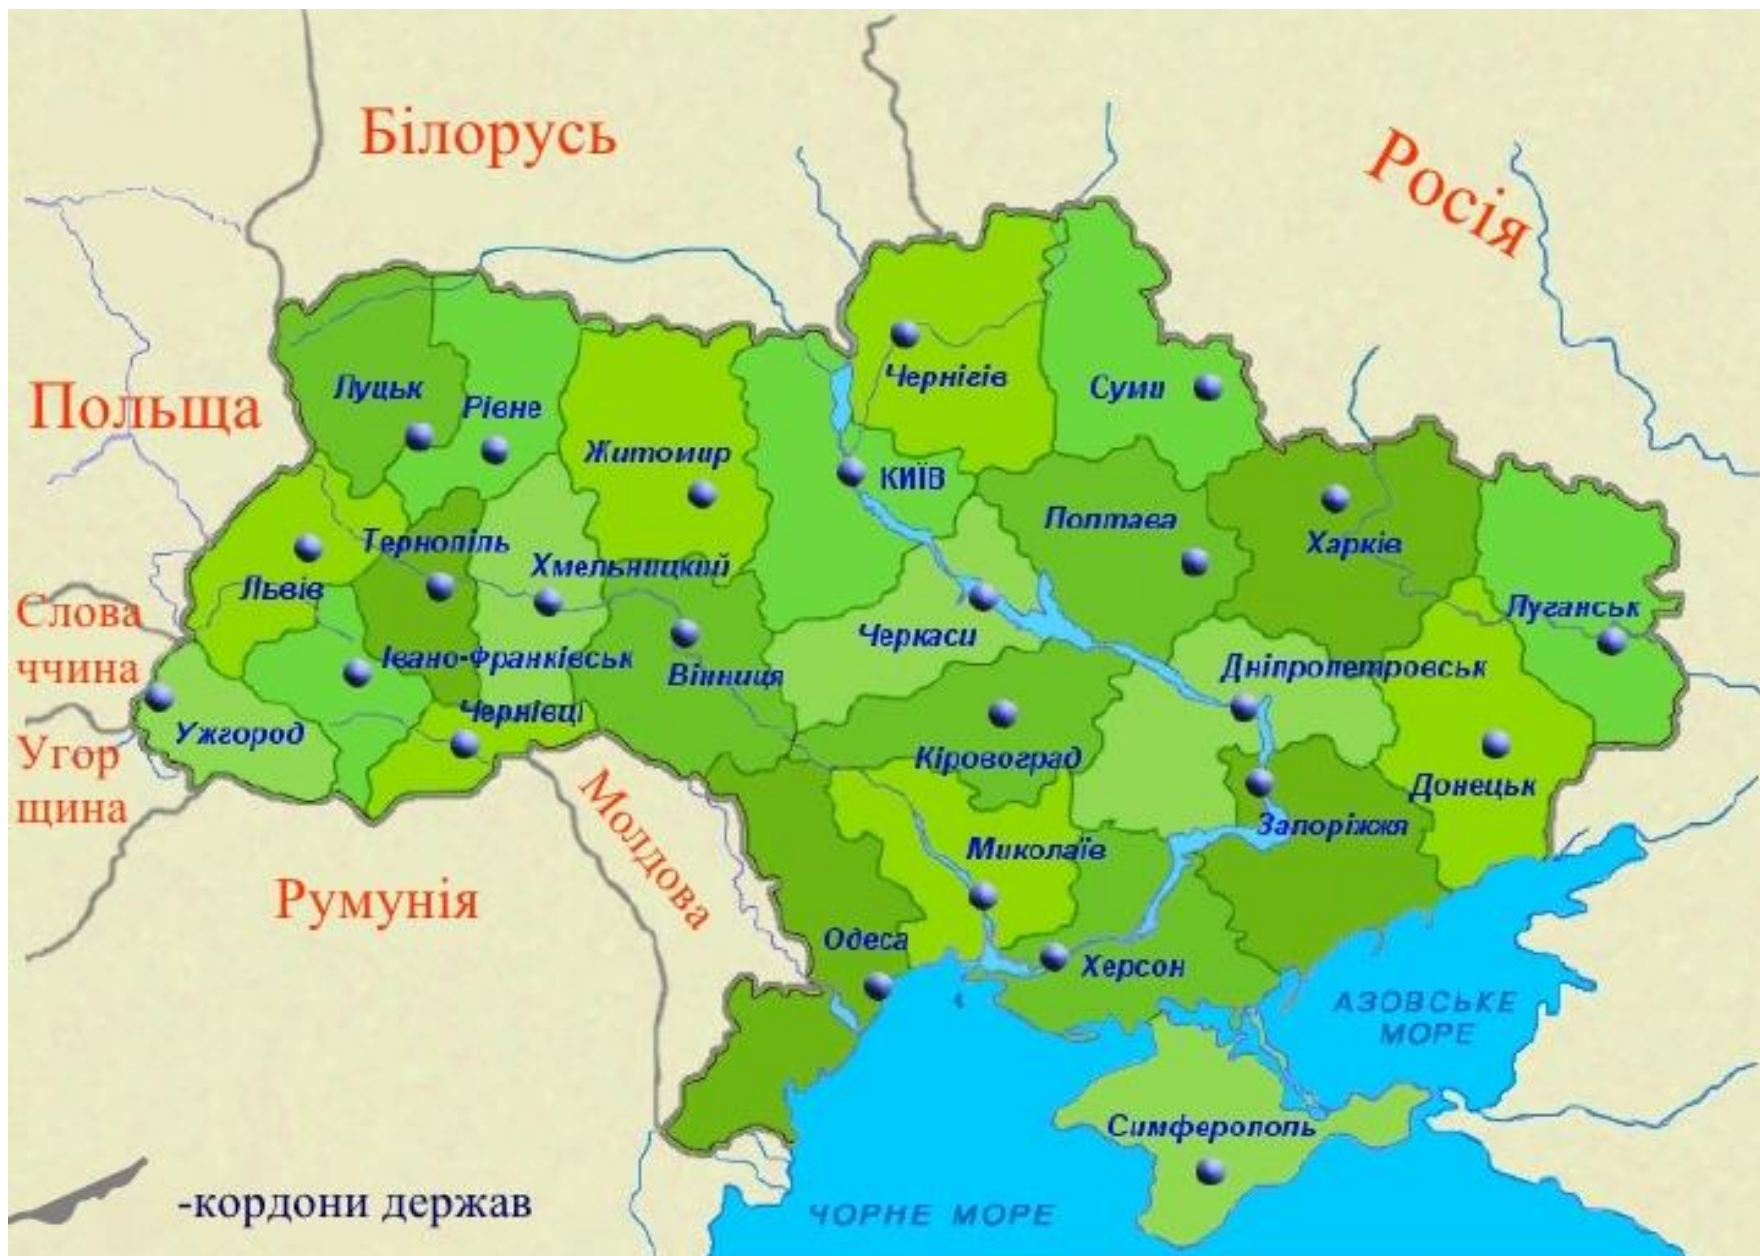 Білорусь
Росія
Польща
Луцьк
Рівне
Чернігів
Суми
Житомир
КИЇВ
Полтава
Харків
Тернопіль
Хмельницкий
Львів
Слова
ччина
Івано-Франківськ
Вінниця
Черкаси
Дніпропетровськ
Луганськ
Ужгород
Чернівці
Угор
щина
Кіровоград
Донецьк
Молдова
Миколаїв
Запоріжжя
Румунія
Одеса
Херсон
АЗОВСЬКЕ
МОРЕ
Симферополь
ЧОРНЕ МОРЕ
-кордони держав